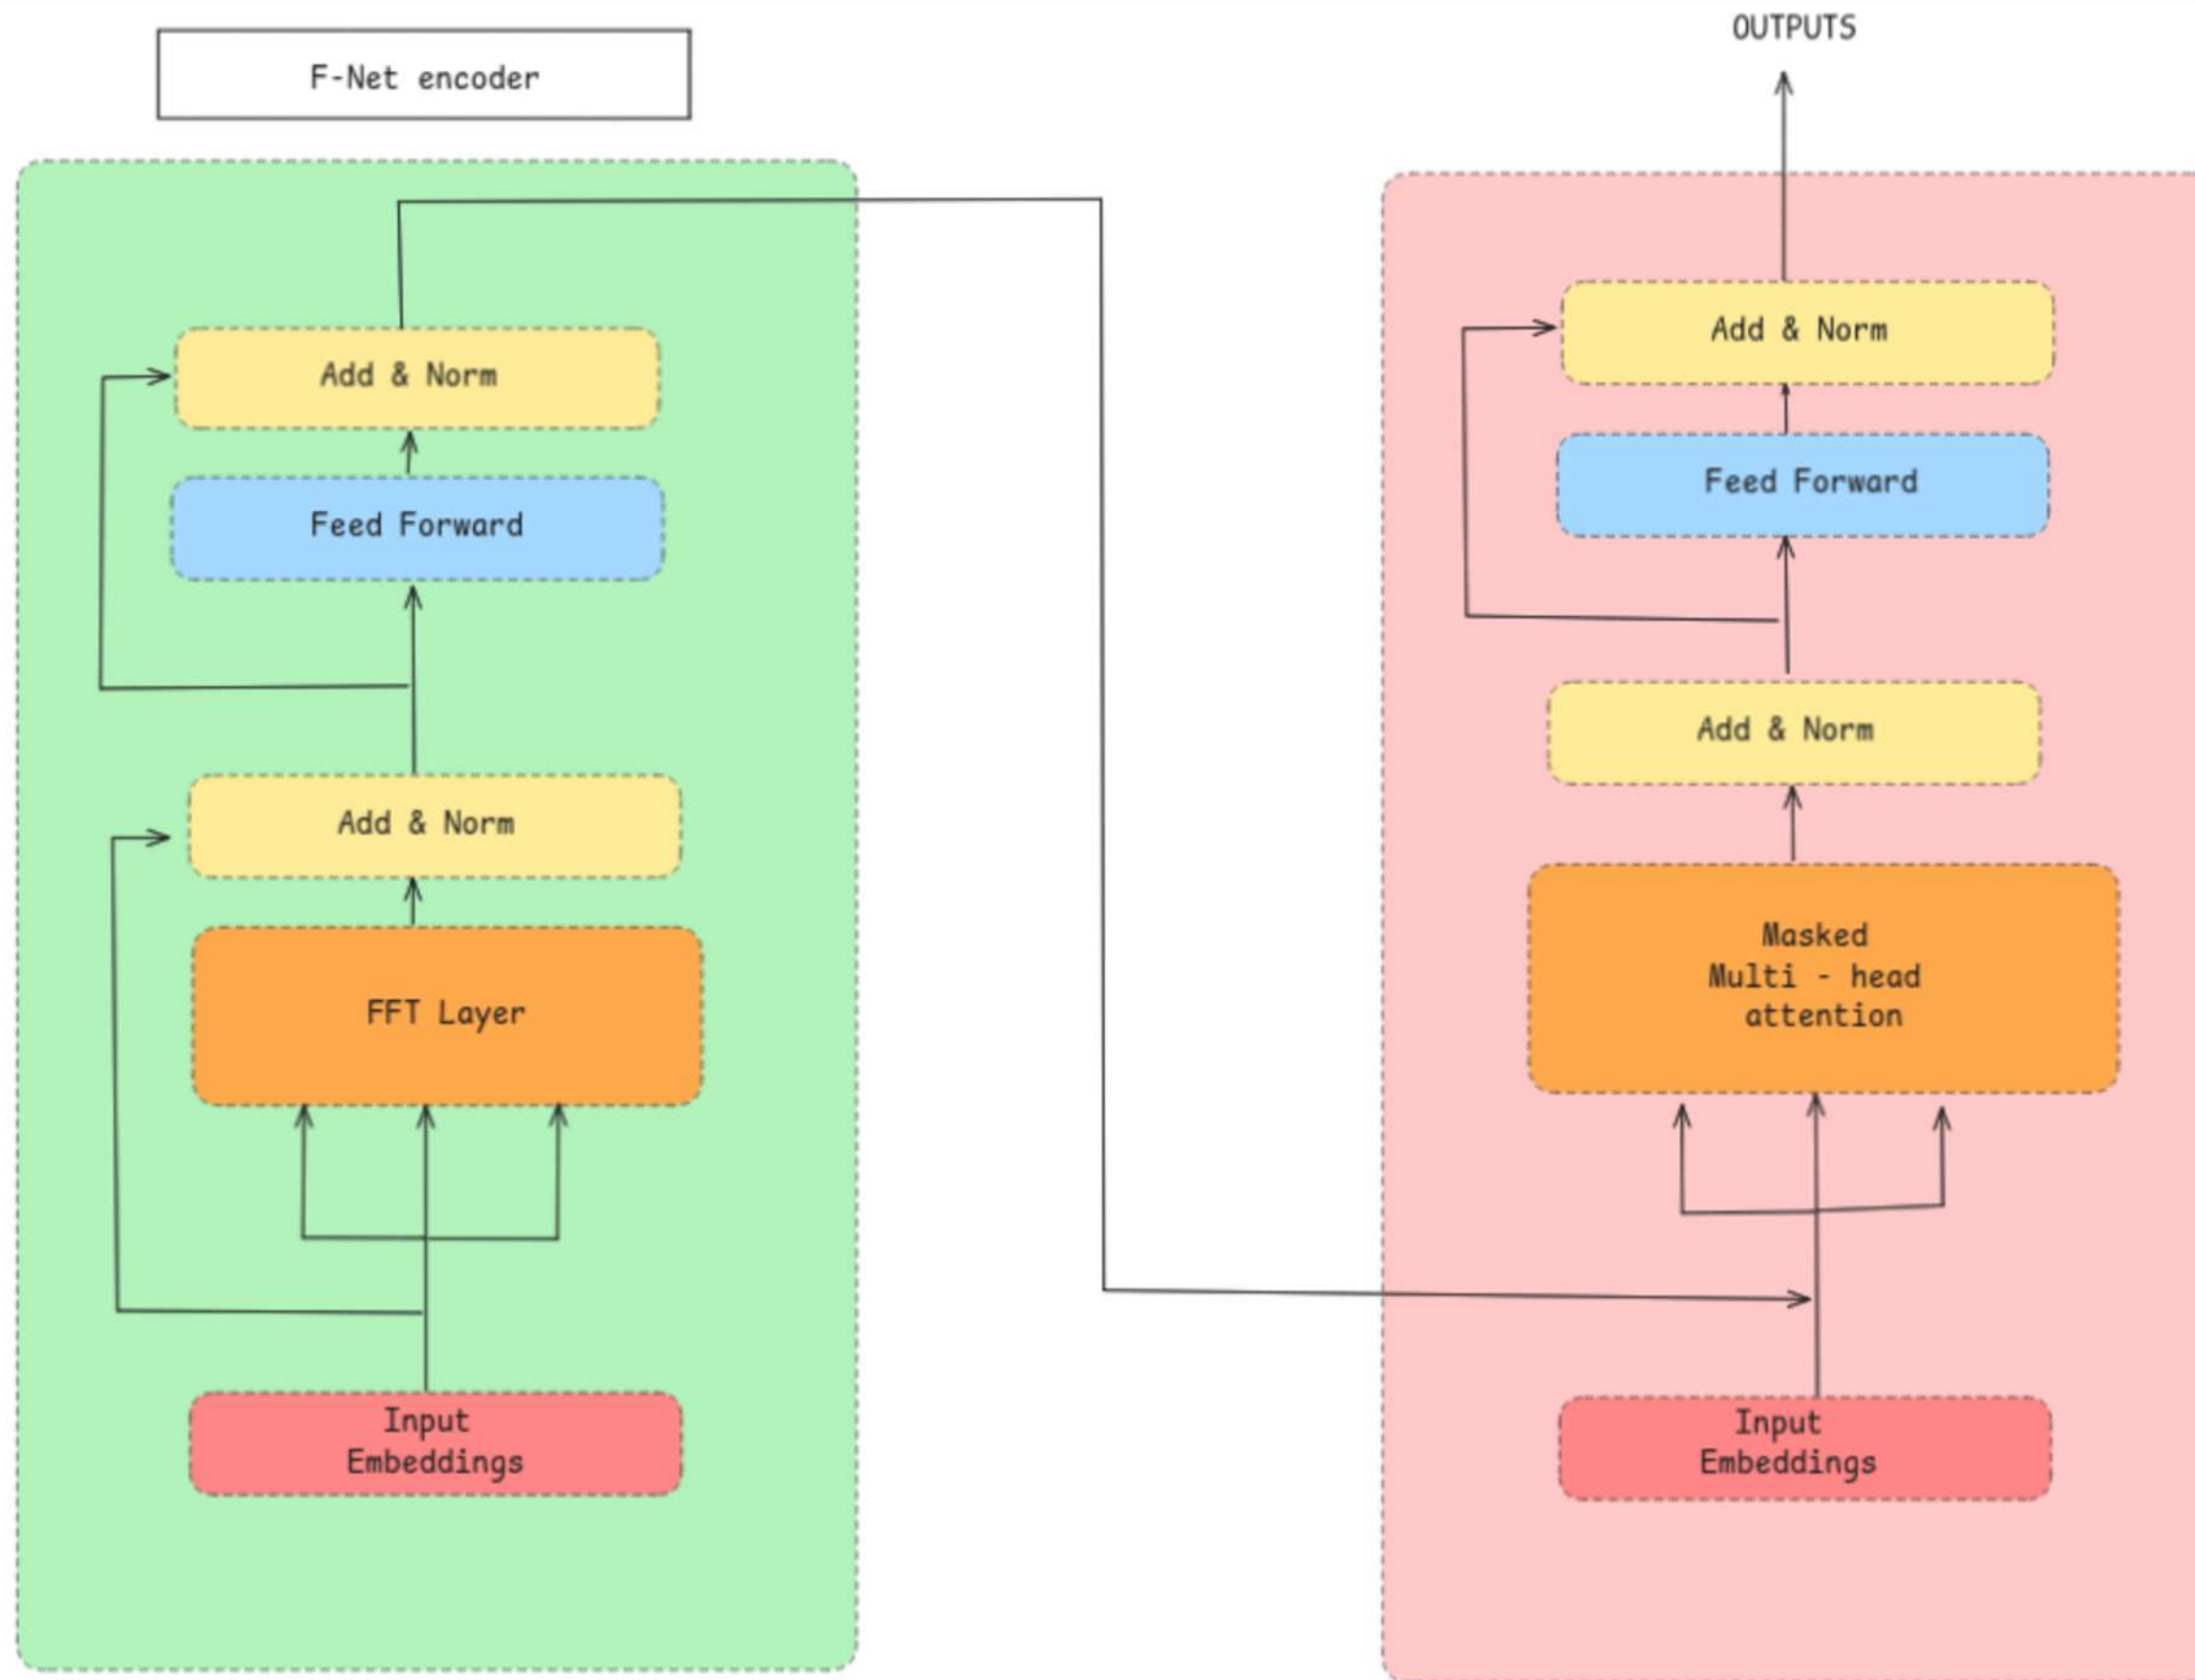 F-Net encoder
Add & Norm
Feed Forward
Add & Norm
FFT Layer
Input
Embeddings
OUTPUTS
Add & Norm
Feed Forward
Add & Norm
Masked
Multi - head
attention
Input
Embeddings